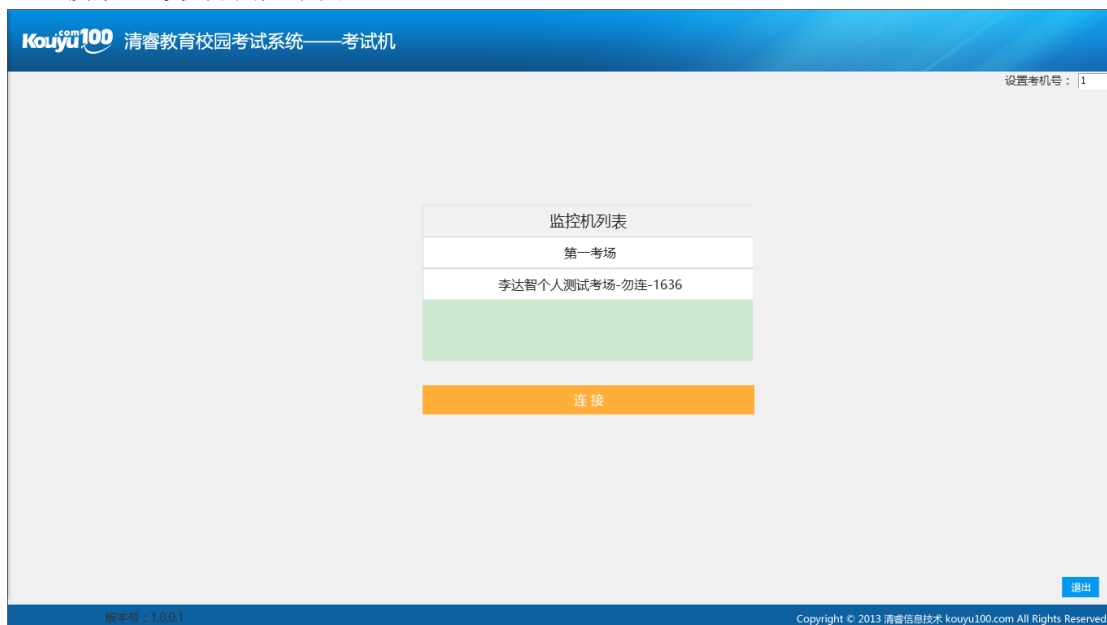 Kouyu100.com 清睿教育校园考试系统——考试机
设置考机号： 1
监控机列表
第一考场
李达智个人测试考场-勿连-1636
连 接
退出
版本号：1.0.0.1
Copyright © 2013 清睿信息技术 kouyu100.com All Rights Reserved